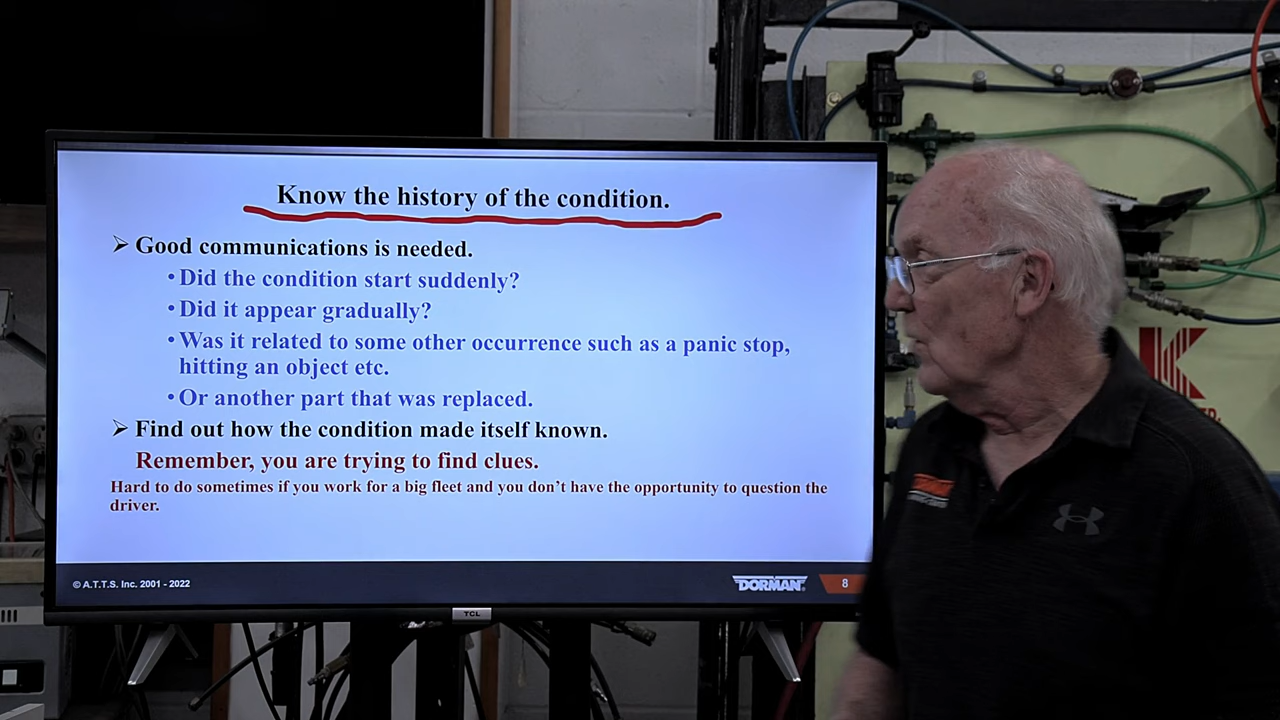 Know the history of the condition.
➢ Good communications is needed.
• Did the condition start suddenly?
• Did it appear gradually?
• Was it related to some other occurrence such as a panic stop,
hitting an object etc.
• Or another part that was replaced.
➢ Find out how the condition made itself known.
Remember, you are trying to find clues.
Hard to do sometimes if you work for a big fleet and you don't have the opportunity to question the
driver.
© A.T.T.S. Inc. 2001 - 2022
DORMAN®
8
TCL
K